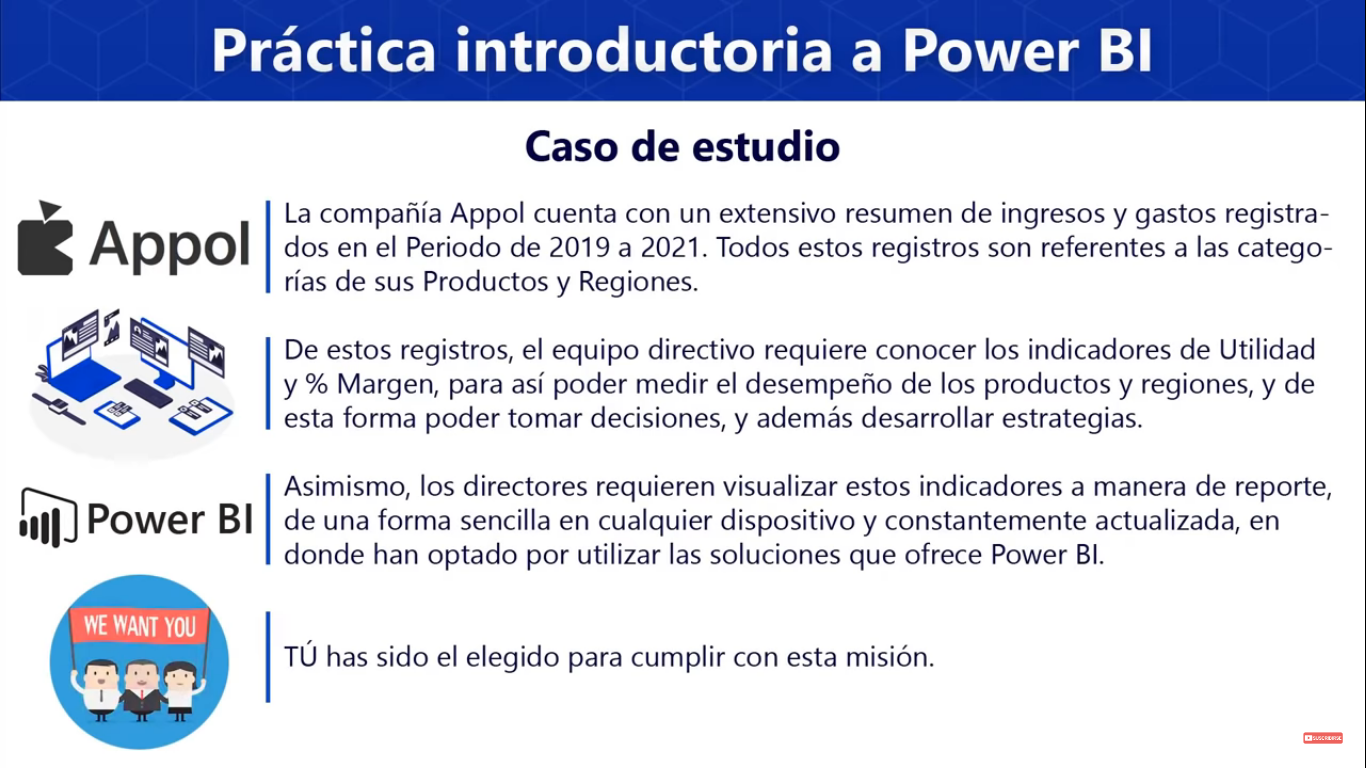 Práctica introductoria a Power BI
Caso de estudio
Appol
La compañía Appol cuenta con un extensivo resumen de ingresos y gastos registra-
dos en el Periodo de 2019 a 2021. Todos estos registros son referentes a las catego-
rías de sus Productos y Regiones.
De estos registros, el equipo directivo requiere conocer los indicadores de Utilidad
y % Margen, para así poder medir el desempeño de los productos y regiones, y de
esta forma poder tomar decisiones, y además desarrollar estrategias.
Power BI
Asimismo, los directores requieren visualizar estos indicadores a manera de reporte,
de una forma sencilla en cualquier dispositivo y constantemente actualizada, en
donde han optado por utilizar las soluciones que ofrece Power BI.
WE WANT YOU
TÚ has sido el elegido para cumplir con esta misión.
SUSCRIBIRSE